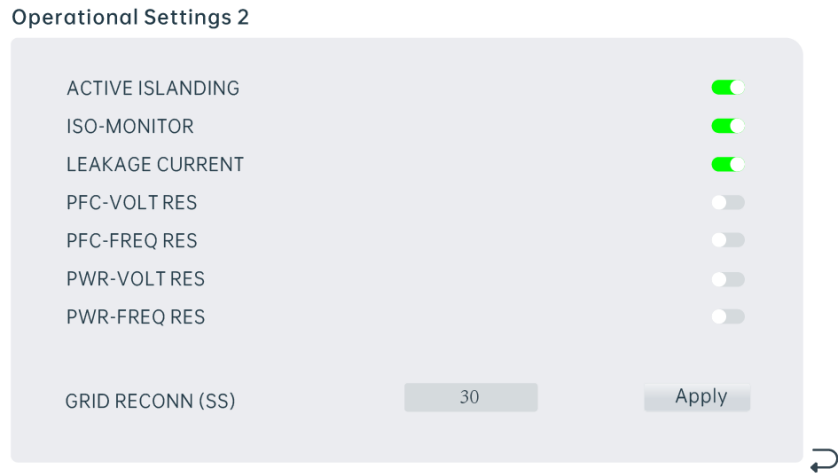 Operational Settings 2
ACTIVE ISLANDING
ISO-MONITOR
LEAKAGE CURRENT
PFC-VOLT RES
PFC-FREQ RES
PWR-VOLT RES
PWR-FREQ RES
GRID RECONN (SS) 30 Apply